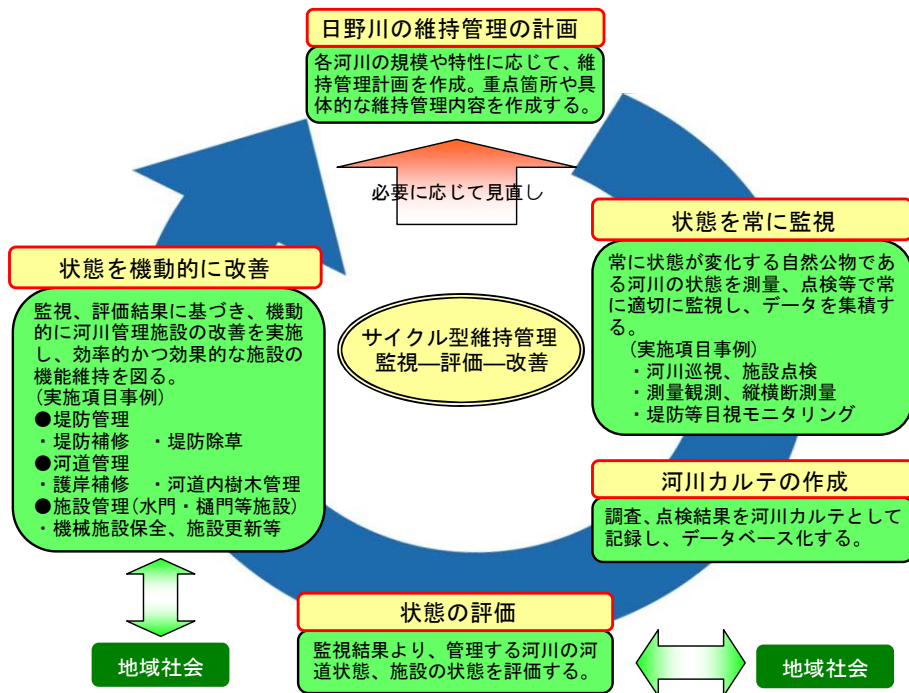 日野川の維持管理の計画
各河川の規模や特性に応じて、維
持管理計画を作成。重点箇所や具
体的な維持管理内容を作成する。
必要に応じて見直し
状態を常に監視
常に状態が変化する自然公物であ
る河川の状態を測量、点検等で常
に適切に監視し、データを集積す
る。
(実施項目事例)
・河川巡視、施設点検
・測量観測、縦横断測量
・堤防等目視モニタリング
サイクル型維持管理
監視―評価―改善
河川カルテの作成
調査、点検結果を河川カルテとして
記録し、データベース化する。
状態の評価
監視結果より、管理する河川の河
道状態、施設の状態を評価する。
地域社会
状態を機動的に改善
監視、評価結果に基づき、機動
的に河川管理施設の改善を実施
し、効率的かつ効果的な施設の
機能維持を図る。
(実施項目事例)
●堤防管理
・堤防補修　・堤防除草
●河道管理
・護岸補修　・河道内樹木管理
●施設管理(水門・樋門等施設)
・機械施設保全、施設更新等
地域社会